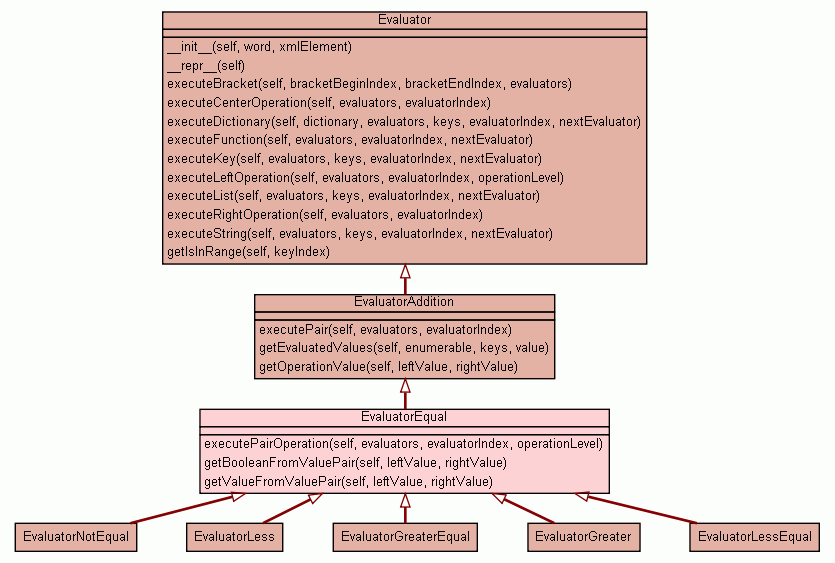 Evaluator
__init__(self, word, xmlElement)
__repr__(self)
executeBracket(self, bracketBeginIndex, bracketEndIndex, evaluators)
executeCenterOperation(self, evaluators, evaluatorIndex)
executeDictionary(self, dictionary, evaluators, keys, evaluatorIndex, nextEvaluator)
executeFunction(self, evaluators, evaluatorIndex, nextEvaluator)
executeKey(self, evaluators, keys, evaluatorIndex, nextEvaluator)
executeLeftOperation(self, evaluators, evaluatorIndex, operationLevel)
executeList(self, evaluators, keys, evaluatorIndex, nextEvaluator)
executeRightOperation(self, evaluators, evaluatorIndex)
executeString(self, evaluators, keys, evaluatorIndex, nextEvaluator)
getIsInRange(self, keyIndex)
EvaluatorAddition
executePair(self, evaluators, evaluatorIndex)
getEvaluatedValues(self, enumerable, keys, value)
getOperationValue(self, leftValue, rightValue)
EvaluatorEqual
executePairOperation(self, evaluators, evaluatorIndex, operationLevel)
getBooleanFromValuePair(self, leftValue, rightValue)
getValueFromValuePair(self, leftValue, rightValue)
EvaluatorNotEqual
EvaluatorLess
EvaluatorGreaterEqual
EvaluatorGreater
EvaluatorLessEqual